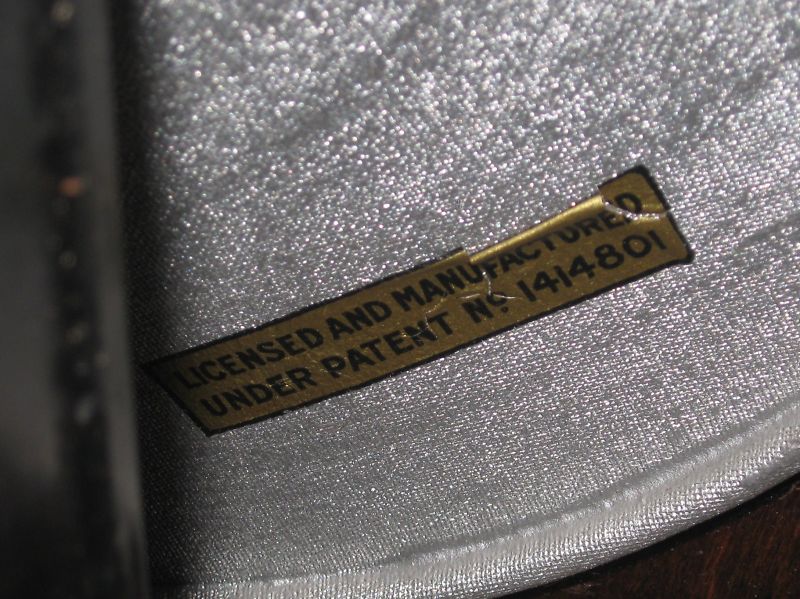 LICENSED AND MANUFACTURED
UNDER PATENT Nº 1414801